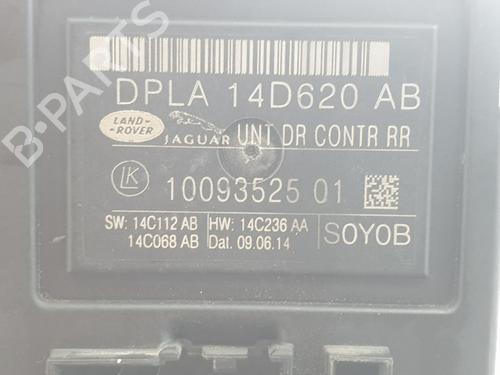 DPLA 14D620 AB
LAND-
ROVER
JAGUAR UNI DR CONTR RR
LK 10093525 01
SW: 14C112 AB HW: 14C236 AA
14C068 AB Dat. 09.06.14 S0Y0B
B-PARTS